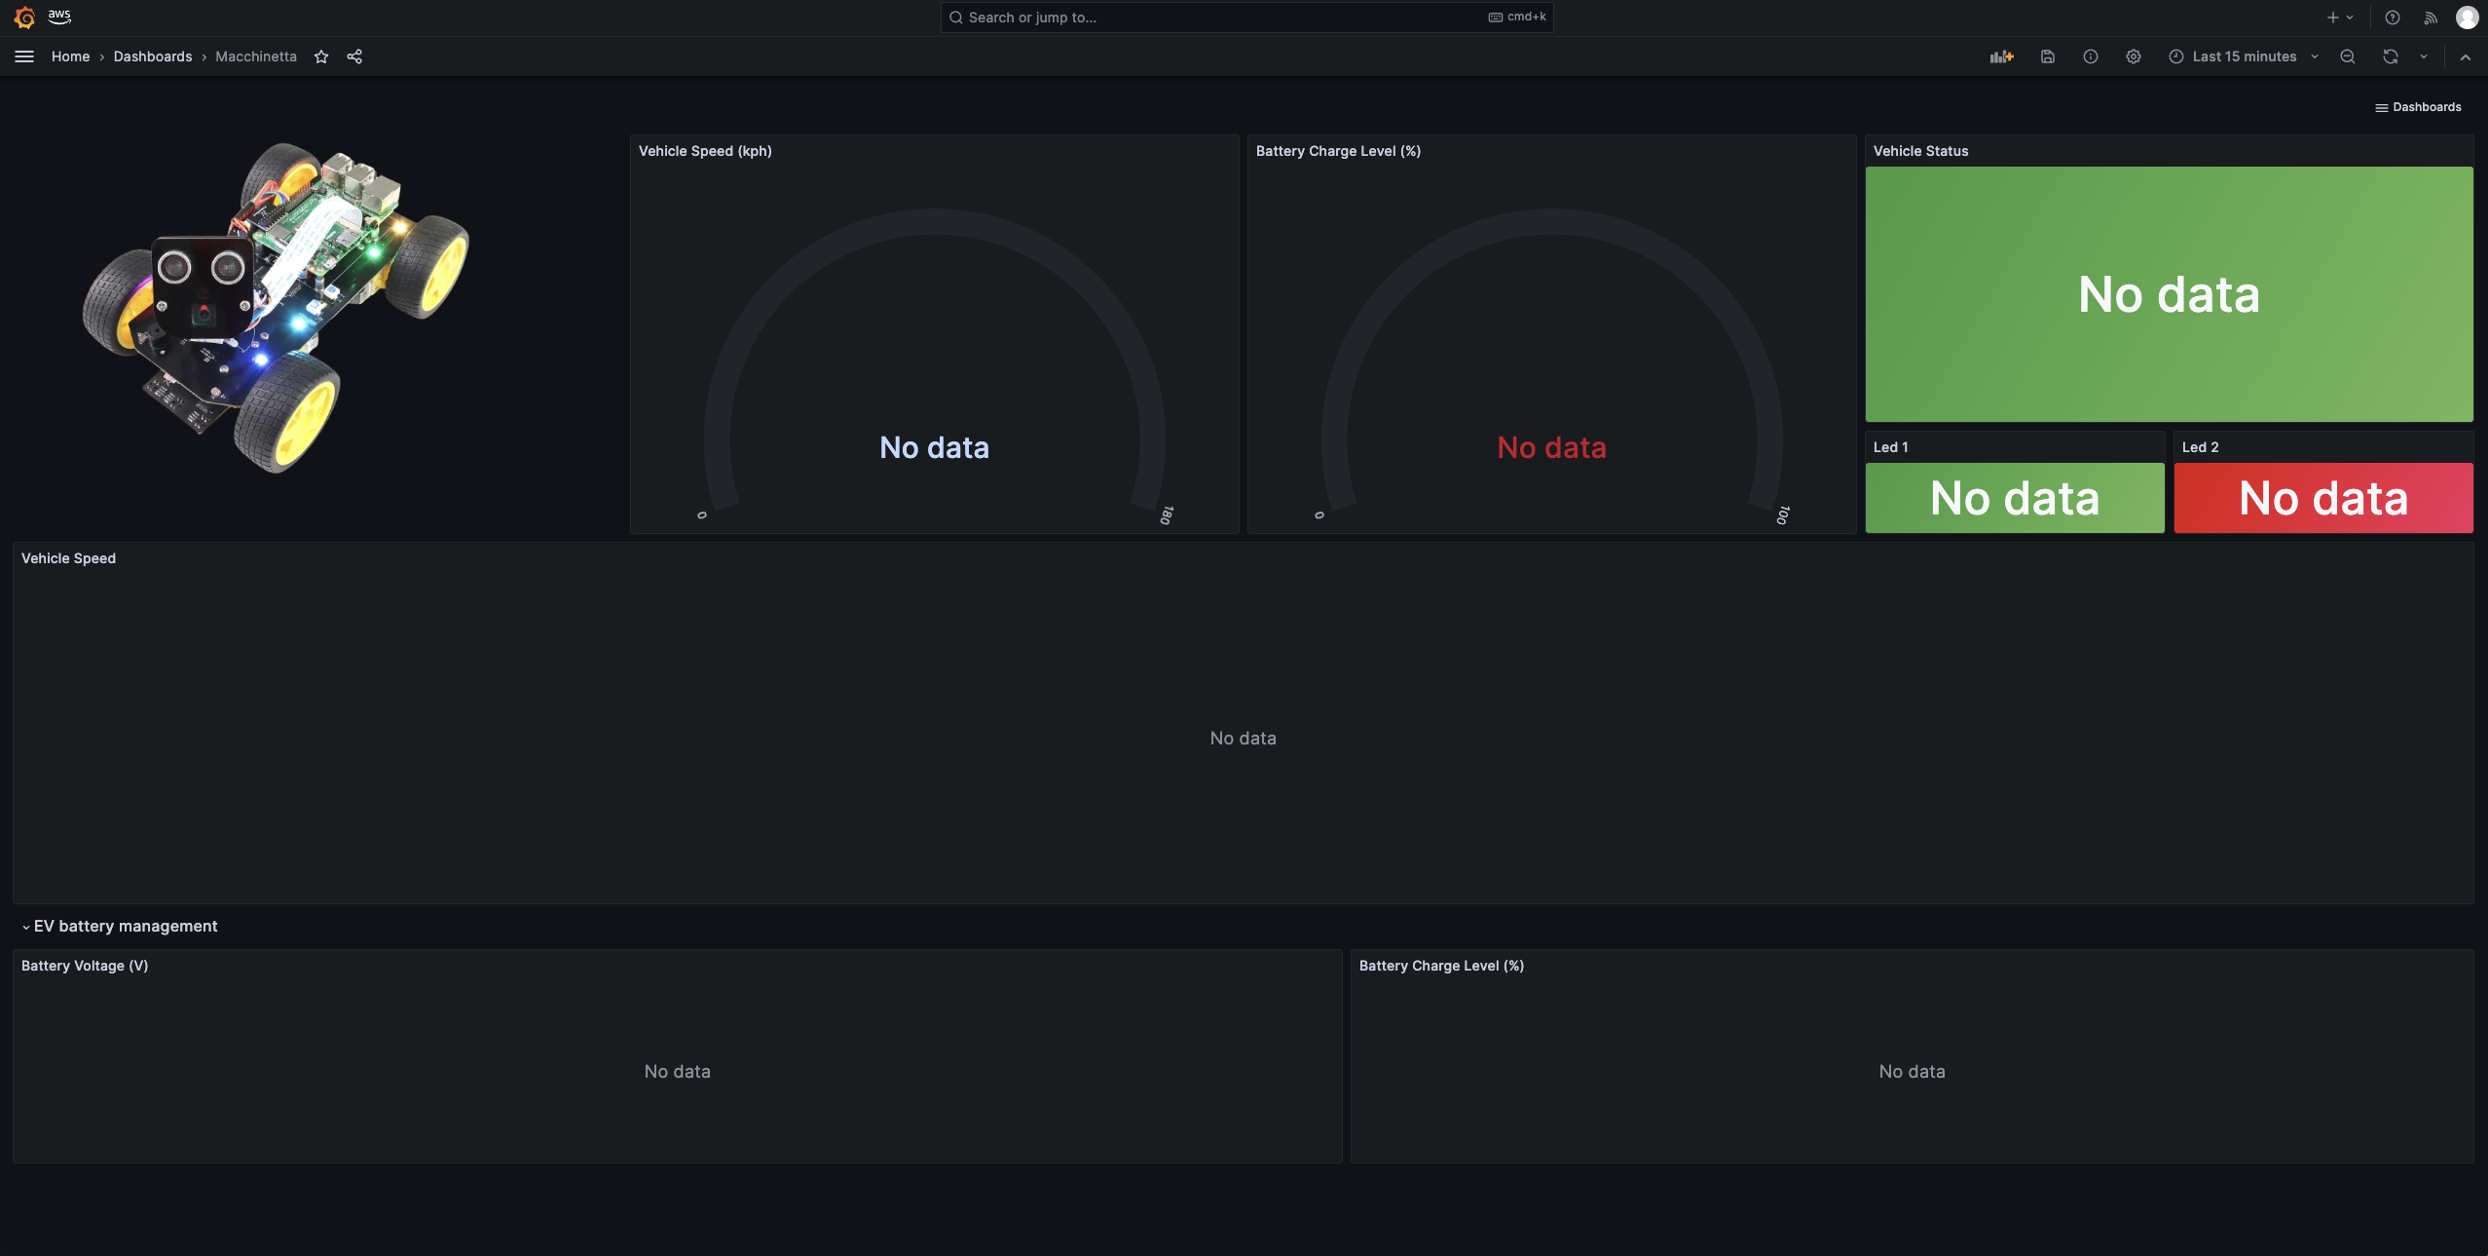 aws
Search or jump to...
cmd+k
Home › Dashboards › Macchinetta
Last 15 minutes
Dashboards
Vehicle Speed (kph)
No data
0
180
Battery Charge Level (%)
No data
0
100
Vehicle Status
No data
Led 1
No data
Led 2
No data
Vehicle Speed
No data
EV battery management
Battery Voltage (V)
No data
Battery Charge Level (%)
No data